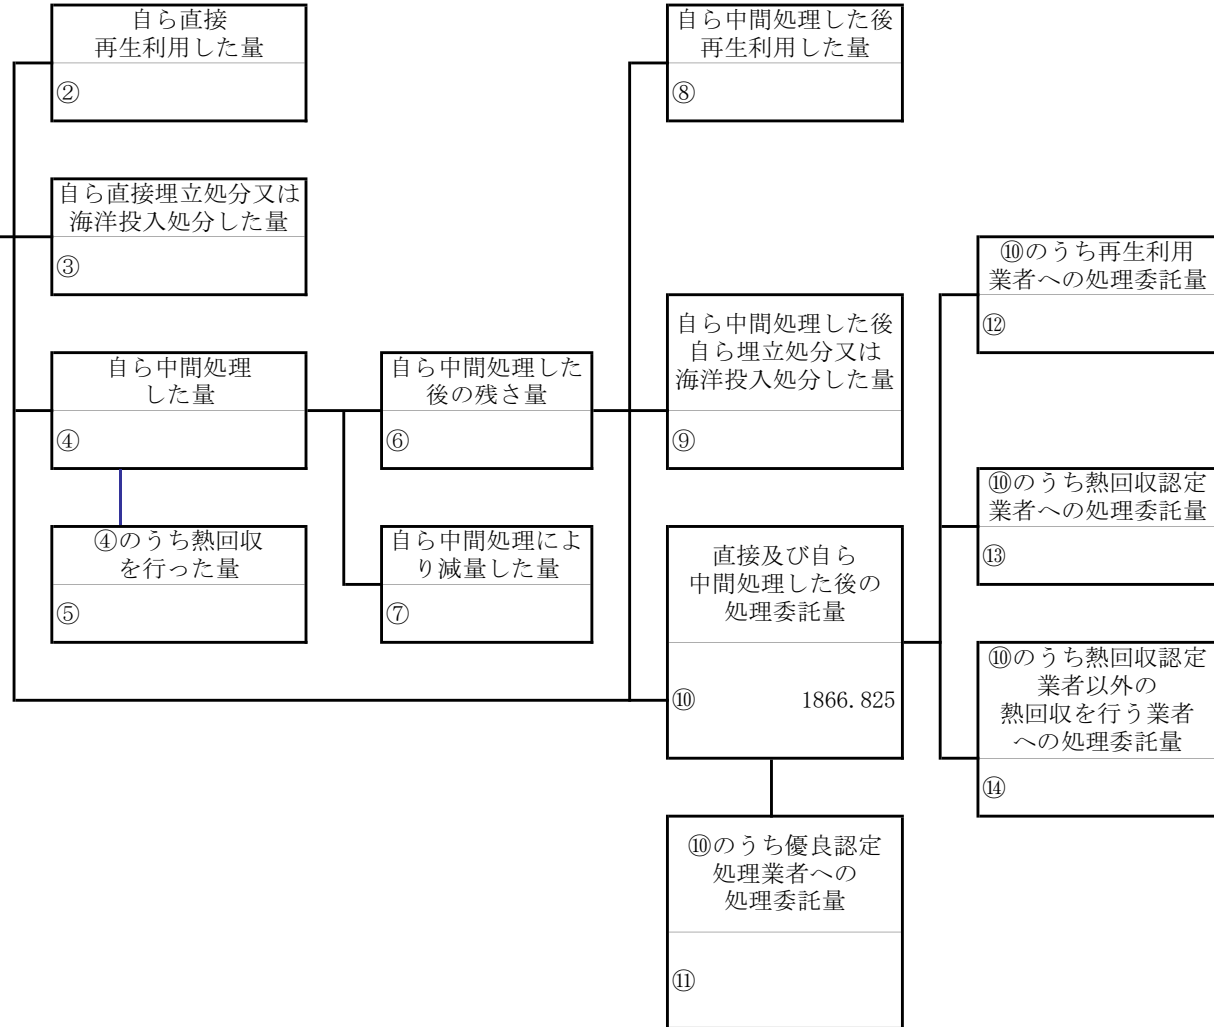 自ら直接
再生利用した量
②
自ら直接埋立処分又は
海洋投入処分した量
③
自ら中間処理
した量
④
④のうち熱回収
を行った量
⑤
自ら中間処理した
後の残さ量
⑥
自ら中間処理によ
り減量した量
⑦
自ら中間処理した後
再生利用した量
⑧
自ら中間処理した後
自ら埋立処分又は
海洋投入処分した量
⑨
直接及び自ら
中間処理した後の
処理委託量
⑩ 1866.825
⑩のうち優良認定
処理業者への
処理委託量
⑪
⑩のうち再生利用
業者への処理委託量
⑫
⑩のうち熱回収認定
業者への処理委託量
⑬
⑩のうち熱回収認定
業者以外の
熱回収を行う業者
への処理委託量
⑭